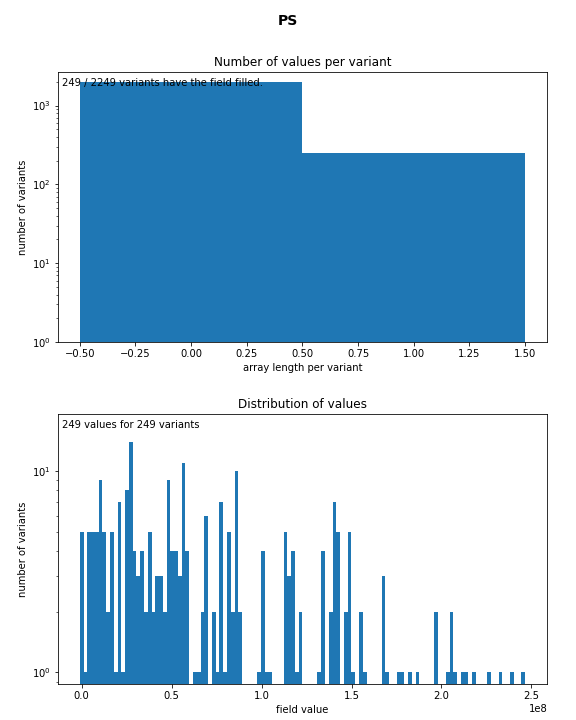 PS
Number of values per variant
249 / 2249 variants have the field filled.
number of variants
10³
10²
10¹
10⁰
−0.50 −0.25 0.00 0.25 0.50 0.75 1.00 1.25 1.50
array length per variant
Distribution of values
249 values for 249 variants
number of variants
10¹
10⁰
0.0 0.5 1.0 1.5 2.0 2.5
1e8
field value